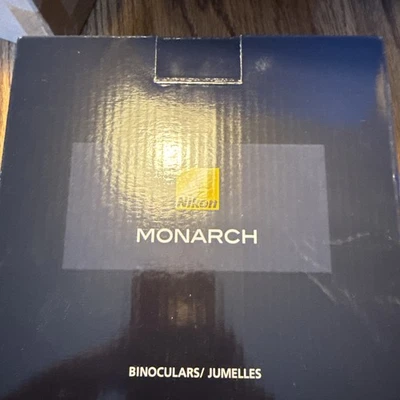 Nikon
MONARCH
BINOCULARS/ JUMELLES